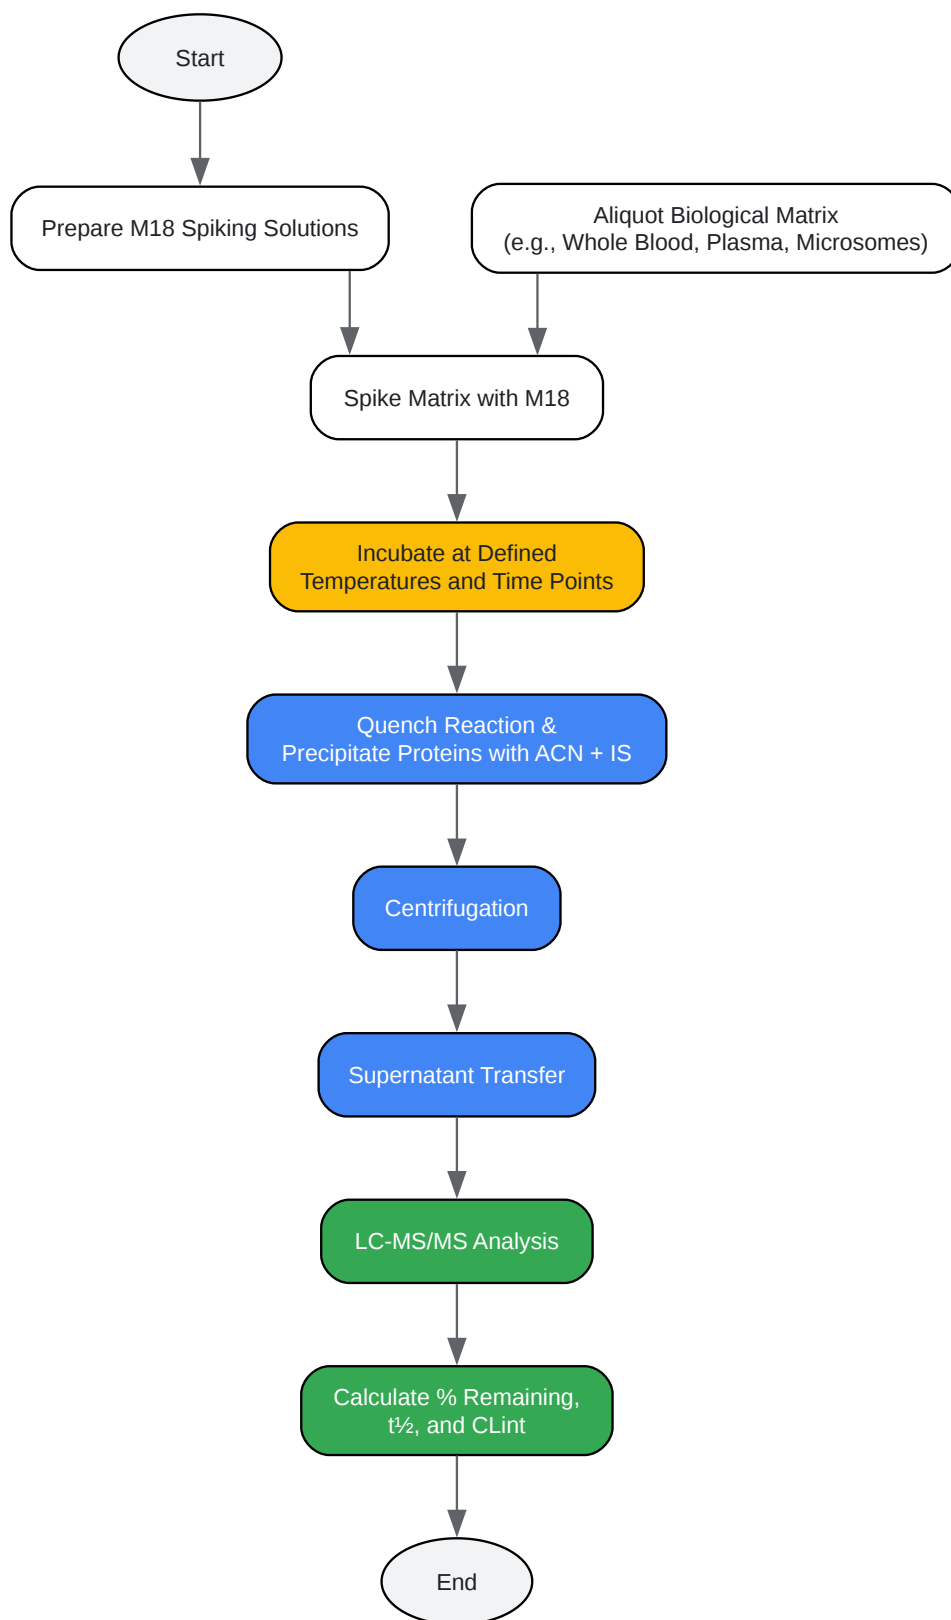 Start
Prepare M18 Spiking Solutions
Aliquot Biological Matrix
(e.g., Whole Blood, Plasma, Microsomes)
Spike Matrix with M18
Incubate at Defined
Temperatures and Time Points
Quench Reaction &
Precipitate Proteins with ACN + IS
Centrifugation
Supernatant Transfer
LC-MS/MS Analysis
Calculate % Remaining,
t½, and CLint
End